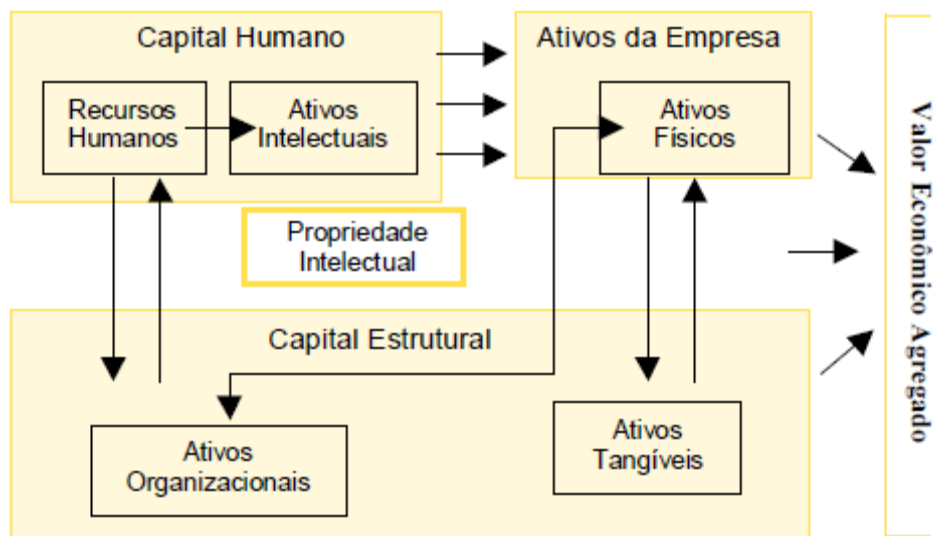 Capital Humano
Recursos
Humanos
Ativos
Intelectuais
Ativos da Empresa
Ativos
Físicos
Propriedade
Intelectual
Capital Estrutural
Ativos
Organizacionais
Ativos
Tangíveis
Valor Econômico Agregado